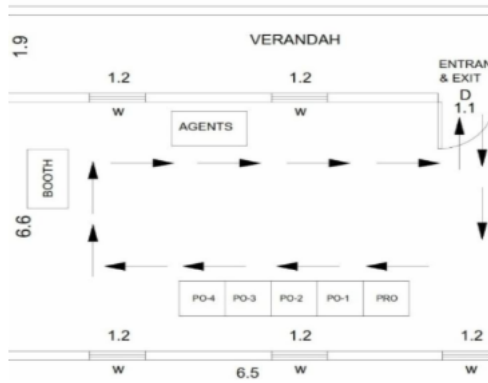 VERANDAH
1.9
ENTRAN
& EXIT
1.2
1.2
D
1.1
W
W
AGENTS
BOOTH
6.6
PO-4
PO-3
PO-2
PO-1
PRO
1.2
1.2
1.2
W
W
W
6.5